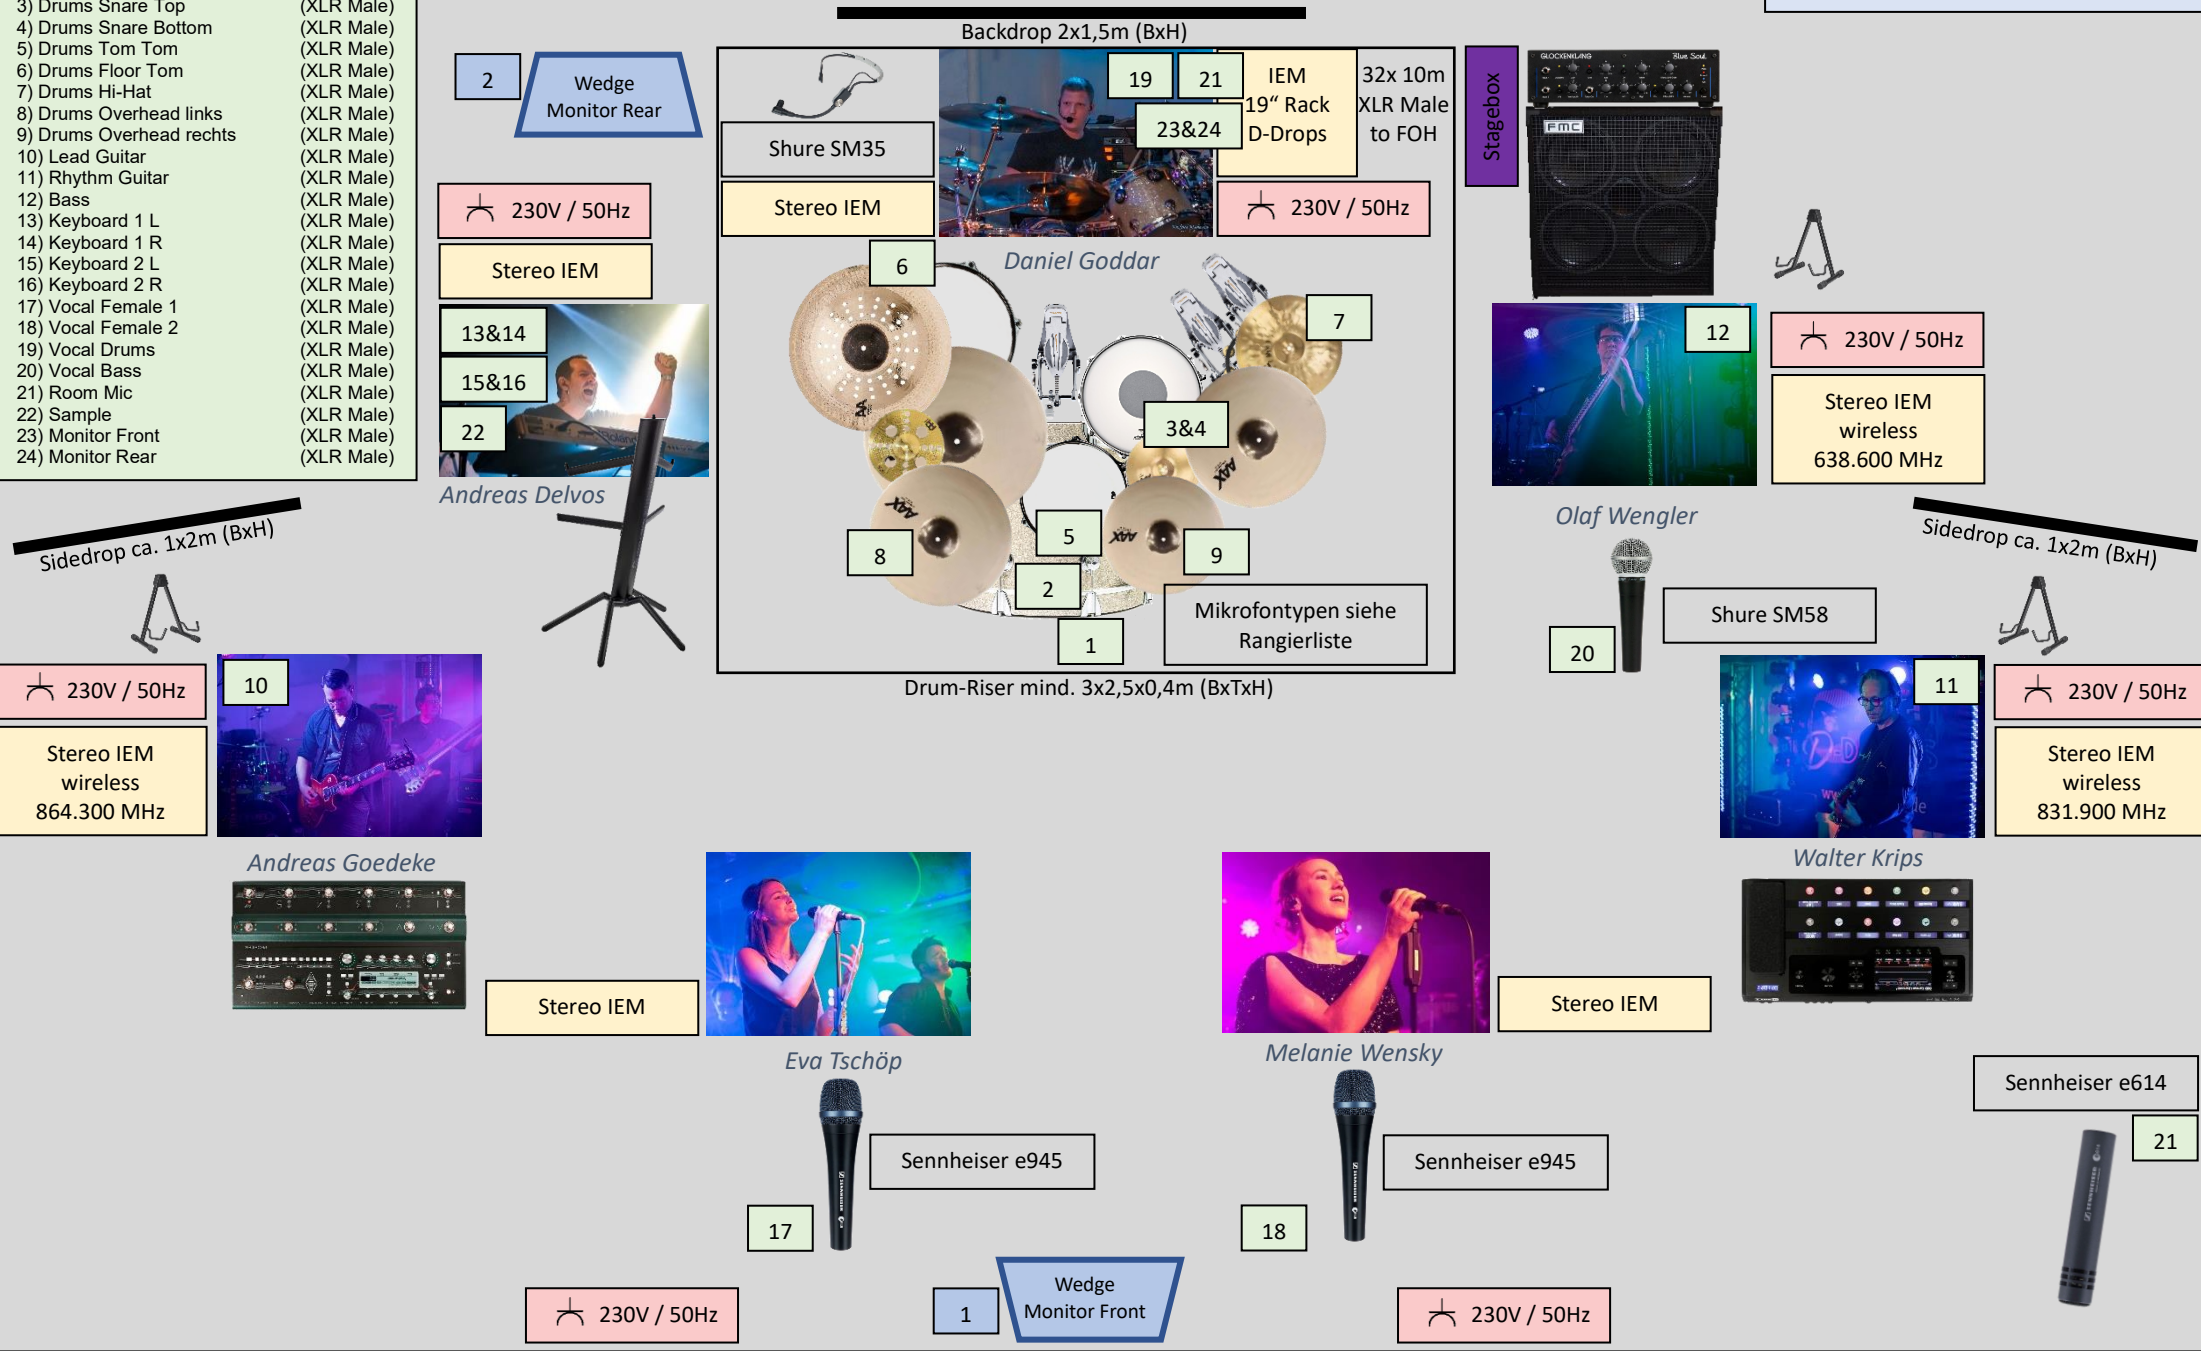 3) Drums Snare Top (XLR Male)
4) Drums Snare Bottom (XLR Male)
5) Drums Tom Tom (XLR Male)
6) Drums Floor Tom (XLR Male)
7) Drums Hi-Hat (XLR Male)
8) Drums Overhead links (XLR Male)
9) Drums Overhead rechts (XLR Male)
10) Lead Guitar (XLR Male)
11) Rhythm Guitar (XLR Male)
12) Bass (XLR Male)
13) Keyboard 1 L (XLR Male)
14) Keyboard 1 R (XLR Male)
15) Keyboard 2 L (XLR Male)
16) Keyboard 2 R (XLR Male)
17) Vocal Female 1 (XLR Male)
18) Vocal Female 2 (XLR Male)
19) Vocal Drums (XLR Male)
20) Vocal Bass (XLR Male)
21) Room Mic (XLR Male)
22) Sample (XLR Male)
23) Monitor Front (XLR Male)
24) Monitor Rear (XLR Male)
Backdrop 2x1,5m (BxH)
2
Wedge
Monitor Rear
Shure SM35
Stereo IEM
19
21
23&24
IEM
19“ Rack
D-Drops
32x 10m
XLR Male
to FOH
230V / 50Hz
Daniel Goddar
Stagebox
GLOCKENKLANG
Blue Soul
FMC
230V / 50Hz
Stereo IEM
13&14
15&16
22
Roland
Andreas Delvos
6
7
3&4
AA
AAX
AAX
AAX
5
8
9
2
1
Mikrofontypen siehe
Rangierliste
Drum-Riser mind. 3x2,5x0,4m (BxTxH)
12
230V / 50Hz
Stereo IEM
wireless
638.600 MHz
Olaf Wengler
Shure SM58
20
Sidedrop ca. 1x2m (BxH)
Sidedrop ca. 1x2m (BxH)
230V / 50Hz
10
Stereo IEM
wireless
864.300 MHz
Andreas Goedeke
11
230V / 50Hz
Stereo IEM
wireless
831.900 MHz
Walter Krips
Stereo IEM
Eva Tschöp
Sennheiser e945
17
Melanie Wensky
Stereo IEM
Sennheiser e945
18
Sennheiser e614
21
SENNHEISER
230V / 50Hz
1
Wedge
Monitor Front
230V / 50Hz